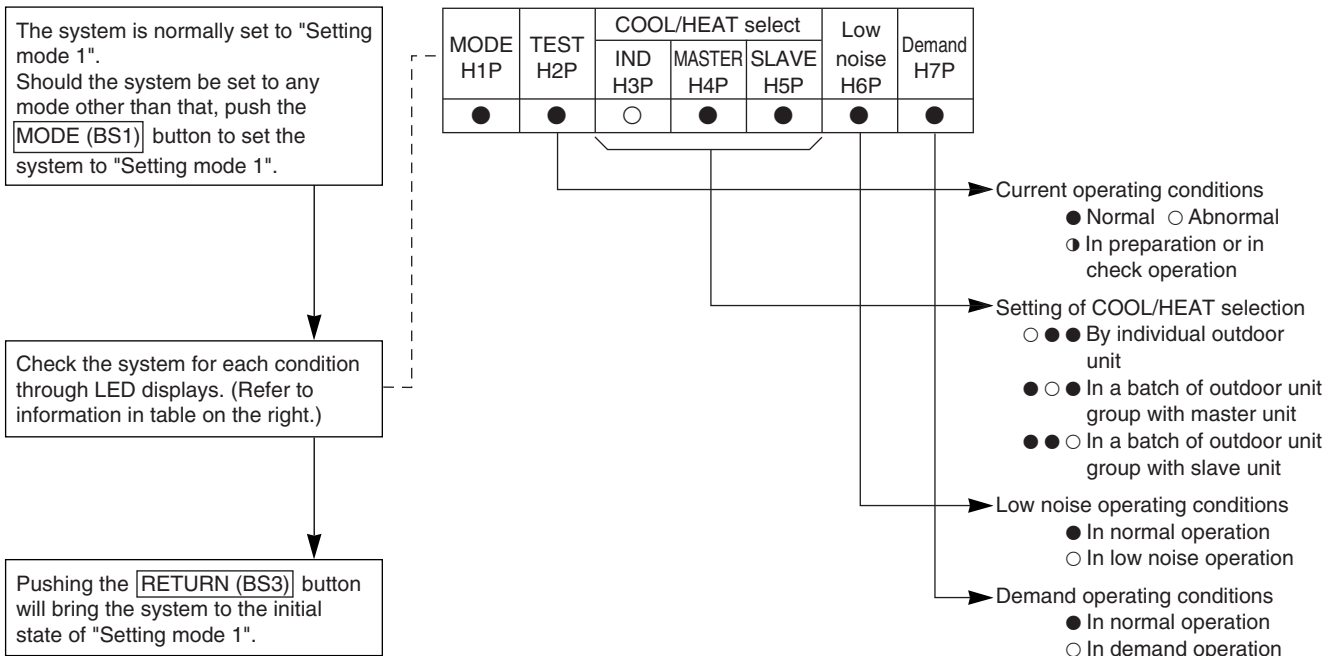 The system is normally set to "Setting
mode 1".
Should the system be set to any
mode other than that, push the
MODE (BS1) button to set the
system to "Setting mode 1".
Check the system for each condition
through LED displays. (Refer to
information in table on the right.)
Pushing the RETURN (BS3) button
will bring the system to the initial
state of "Setting mode 1".
MODE
H1P
TEST
H2P
COOL/HEAT select
IND
H3P
MASTER
H4P
SLAVE
H5P
Low
noise
H6P
Demand
H7P
● ● ○ ● ● ● ●
Current operating conditions
● Normal ○ Abnormal
◑ In preparation or in
check operation
Setting of COOL/HEAT selection
○ ● ● By individual outdoor
unit
● ○ ● In a batch of outdoor unit
group with master unit
● ● ○ In a batch of outdoor unit
group with slave unit
Low noise operating conditions
● In normal operation
○ In low noise operation
Demand operating conditions
● In normal operation
○ In demand operation